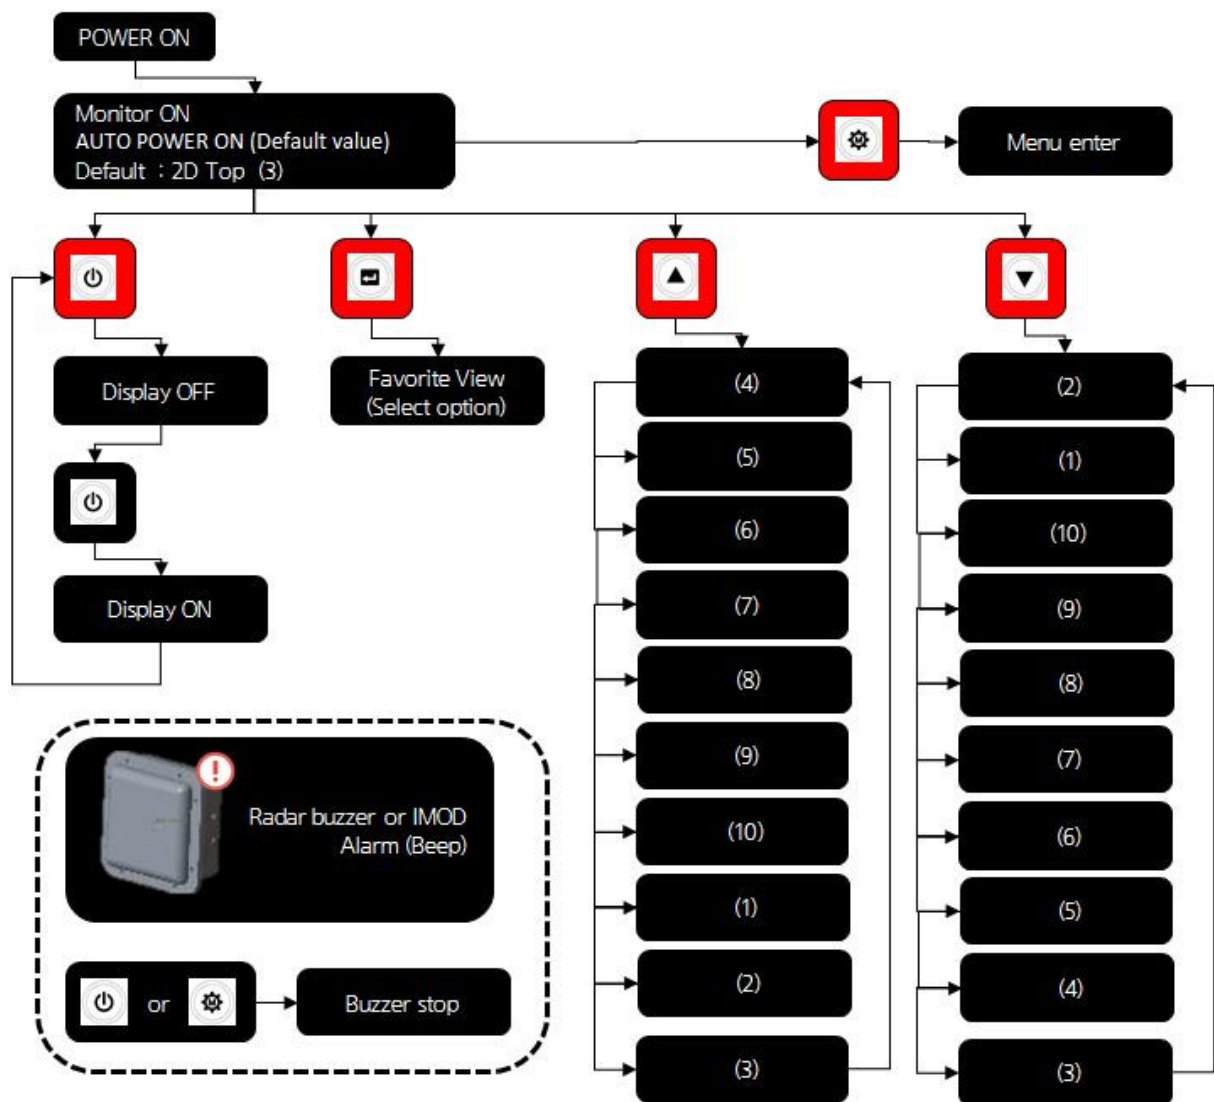 POWER ON
Monitor ON
AUTO POWER ON (Default value)
Default : 2D Top (3)
Menu enter
Display OFF
Display ON
Favorite View
(Select option)
(4)
(5)
(6)
(7)
(8)
(9)
(10)
(1)
(2)
(3)
(2)
(1)
(10)
(9)
(8)
(7)
(6)
(5)
(4)
(3)
Radar buzzer or IMOD
Alarm (Beep)
or
Buzzer stop